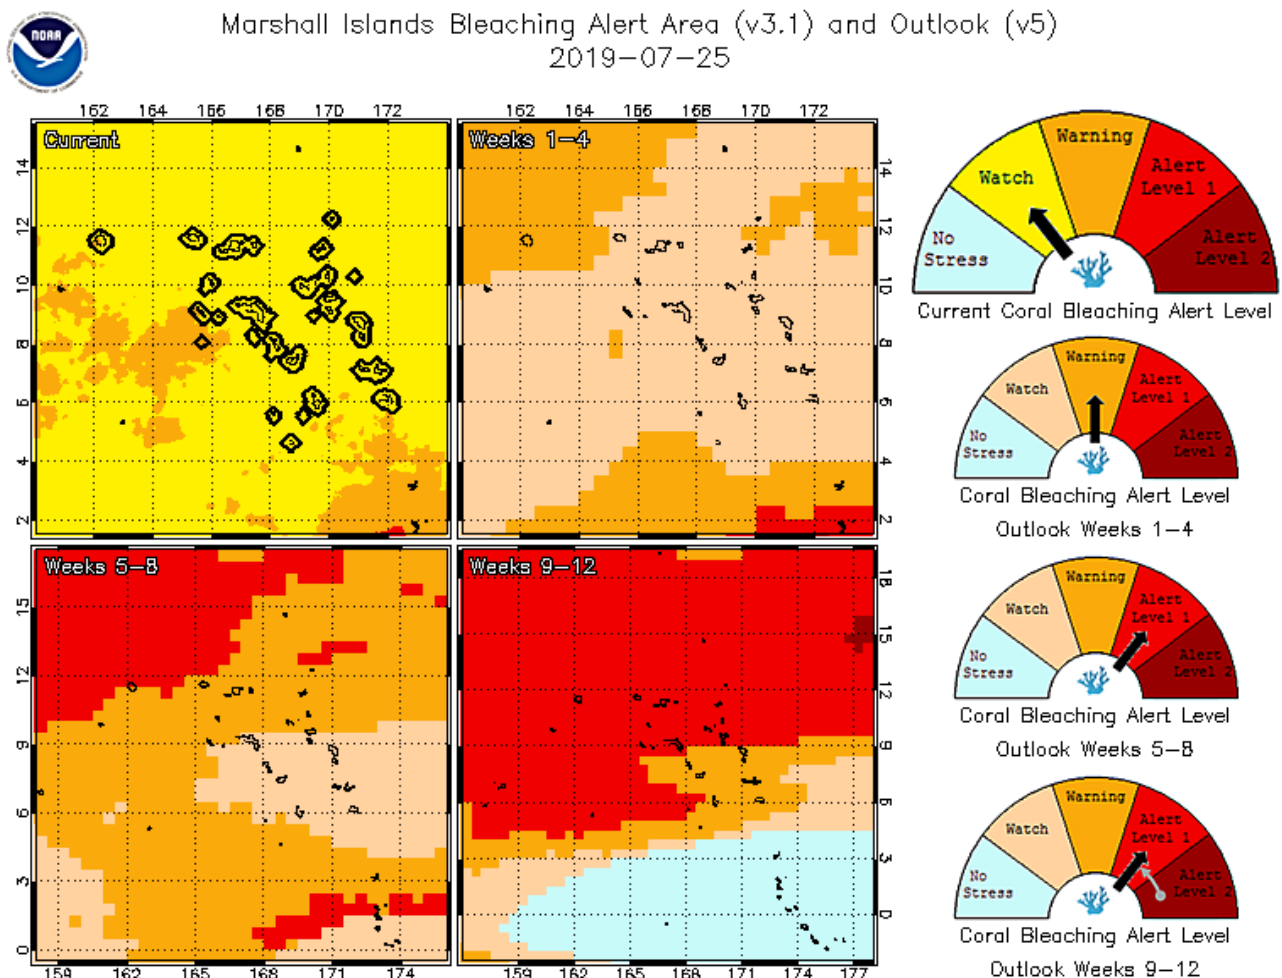 Marshall Islands Bleaching Alert Area (v3.1) and Outlook (v5)
2019-07-25
NOAA
162 164 166 168 170 172
162 164 166 168 170 172
Current
14
12
10
8
6
4
2
Weeks 1-4
14
12
10
8
6
4
2
Weeks 5-8
15
12
9
6
3
0
159 162 165 168 171 174
Weeks 9-12
18
15
12
9
6
3
0
159 162 165 168 171 174 177
No
Stress
Watch
Warning
Alert
Level 1
Alert
Level 2
Current Coral Bleaching Alert Level
No
Stress
Watch
Warning
Alert
Level 1
Alert
Level 2
Coral Bleaching Alert Level
Outlook Weeks 1-4
No
Stress
Watch
Warning
Alert
Level 1
Alert
Level 2
Coral Bleaching Alert Level
Outlook Weeks 5-8
No
Stress
Watch
Warning
Alert
Level 1
Alert
Level 2
Coral Bleaching Alert Level
Outlook Weeks 9-12